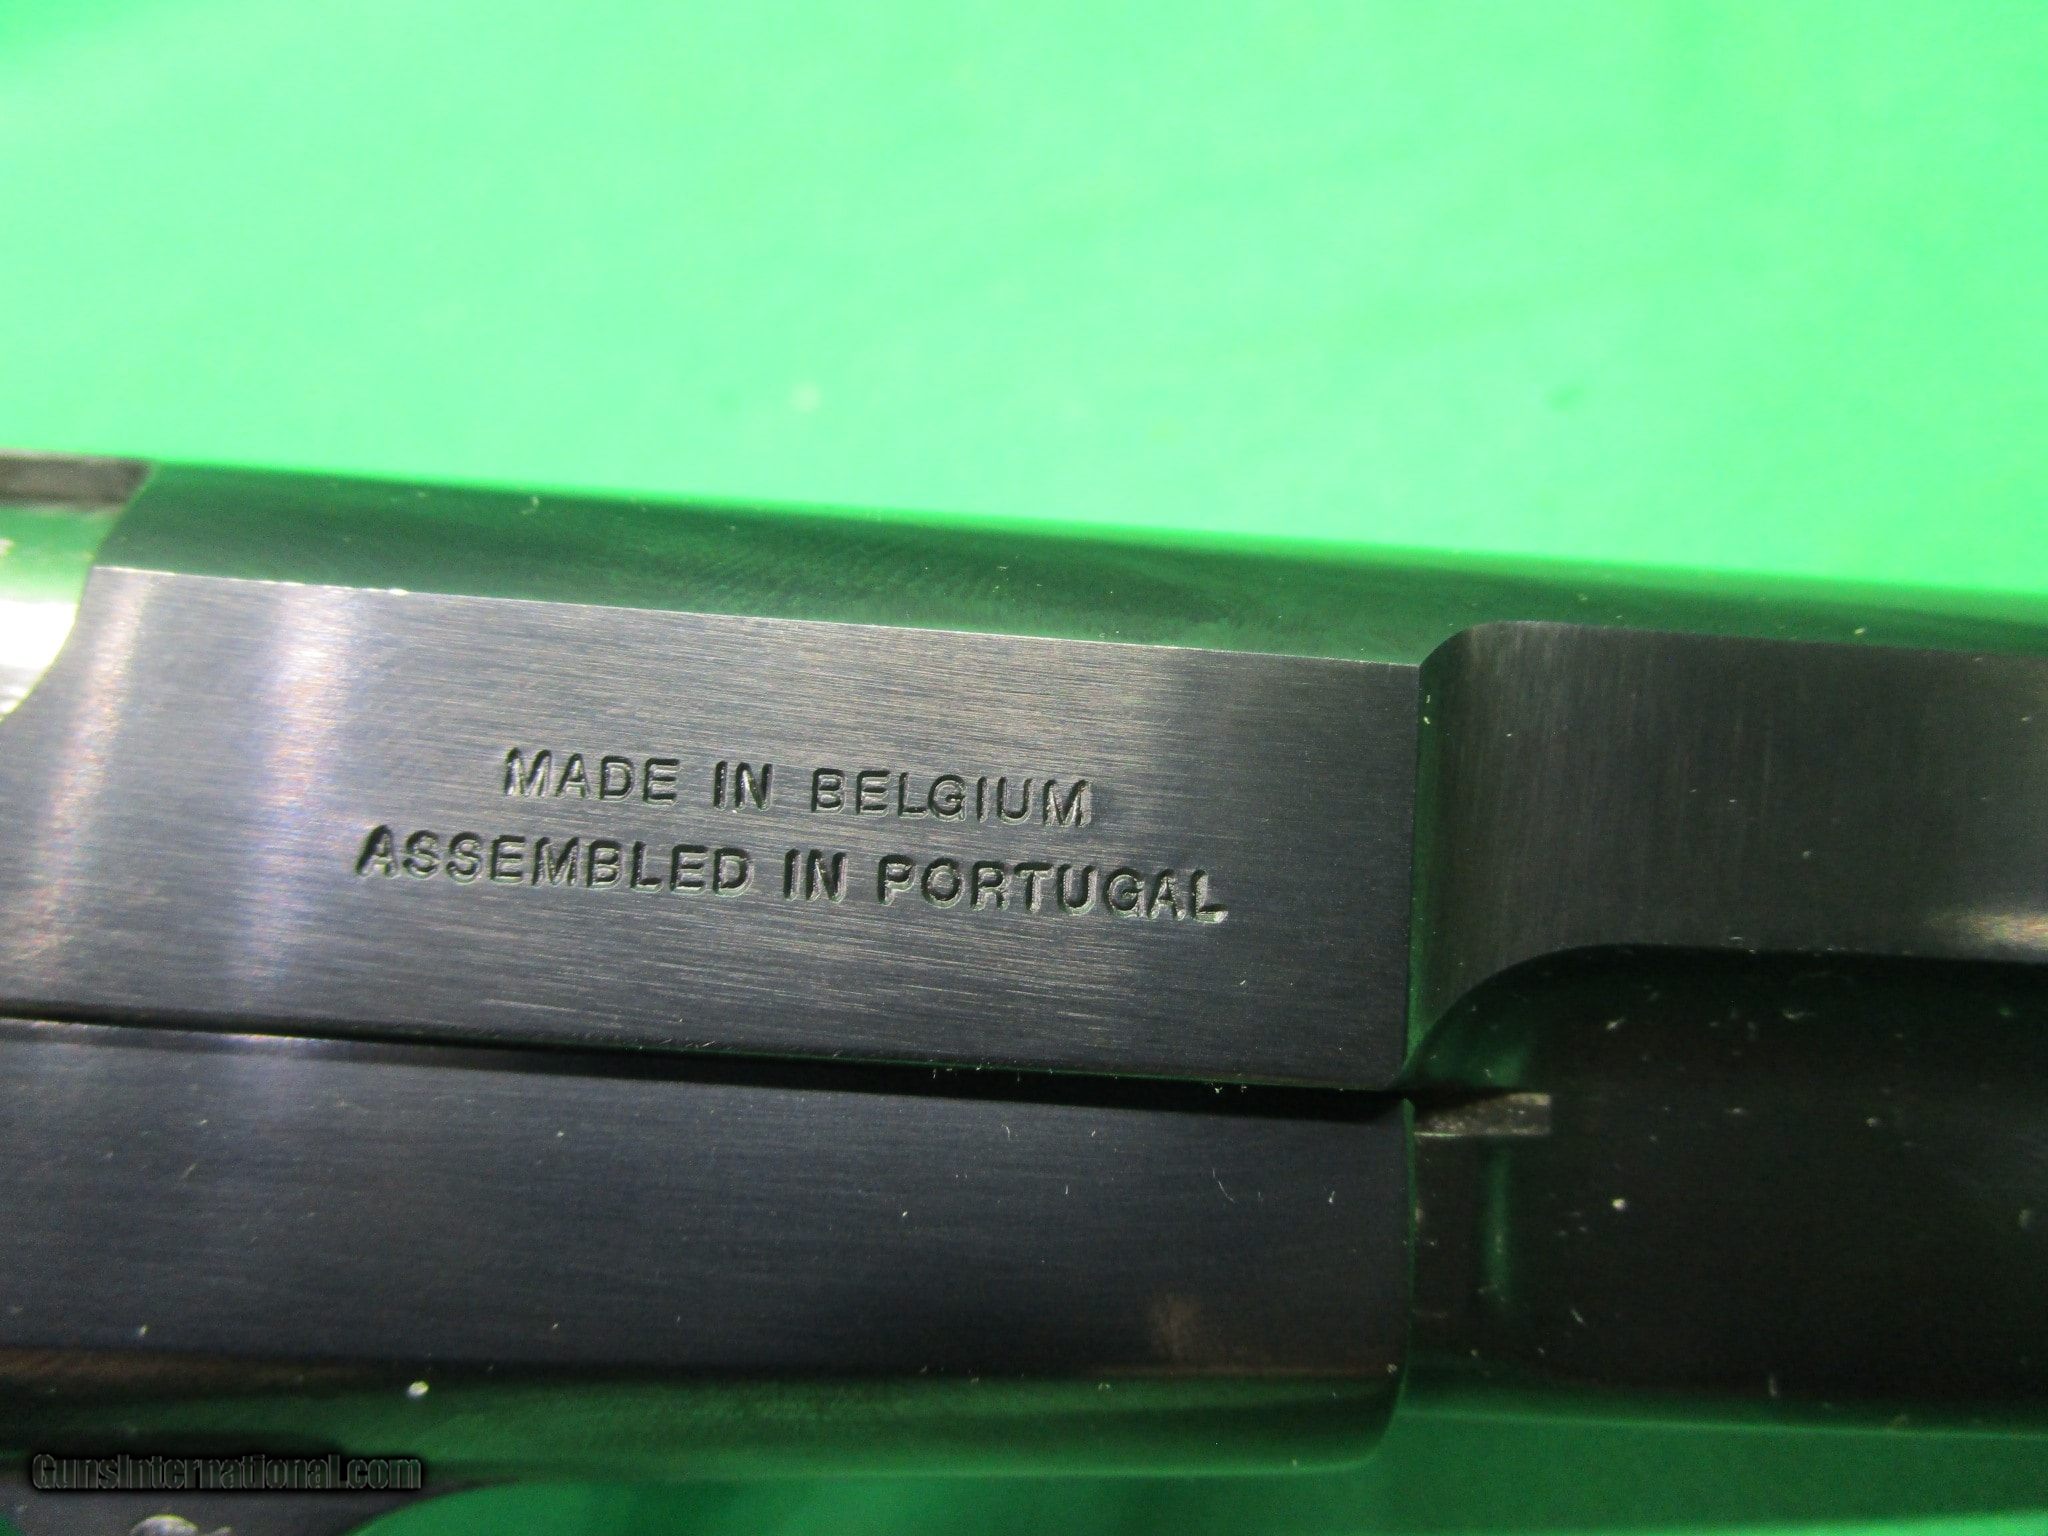 MADE IN BELGIUM
ASSEMBLED IN PORTUGAL
GunsInternational.com